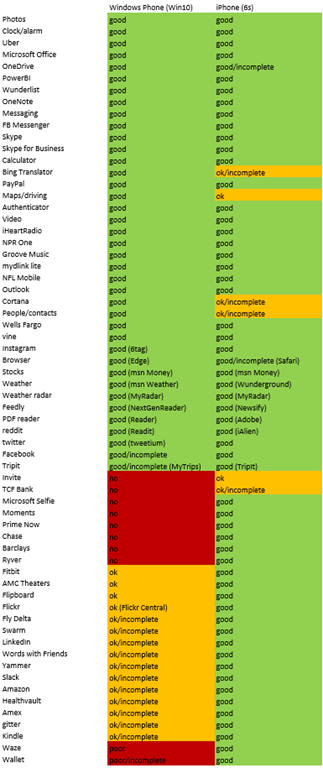 Windows Phone (Win10) iPhone (6s)
Photos good good
Clock/alarm good good
Uber good good
Microsoft Office good good
OneDrive good good/incomplete
PowerBI good good
Wunderlist good good
OneNote good good
Messaging good good
FB Messenger good good
Skype good good
Skype for Business good good
Calculator good good
Bing Translator good ok/incomplete
PayPal good good
Maps/driving good ok
Authenticator good good
Video good good
iHeartRadio good good
NPR One good good
Groove Music good good
mydlink lite good good
NFL Mobile good good
Outlook good good
Cortana good ok/incomplete
People/contacts good ok/incomplete
Wells Fargo good good
vine good good
Instagram good (6tag) good
Browser good (Edge) good/incomplete (Safari)
Stocks good (msn Money) good (msn Money)
Weather good (msn Weather) good (Wunderground)
Weather radar good (MyRadar) good (MyRadar)
Feedly good (NextGenReader) good (Newsify)
PDF reader good (Reader) good (Adobe)
reddit good (Readit) good (iAlien)
twitter good (tweetium) good
Facebook good/incomplete good
Tripit good/incomplete (MyTrips) good (TripIt)
Invite no ok
TCF Bank no ok/incomplete
Microsoft Selfie no good
Moments no good
Prime Now no good
Chase no good
Barclays no good
Ryver no good
Fitbit ok good
AMC Theaters ok good
Flipboard ok good
Flickr ok (Flickr Central) good
Fly Delta ok/incomplete good
Swarm ok/incomplete good
LinkedIn ok/incomplete good
Words with Friends ok/incomplete good
Yammer ok/incomplete good
Slack ok/incomplete good
Amazon ok/incomplete good
Healthvault ok/incomplete good
Amex ok/incomplete good
gitter ok/incomplete good
Kindle ok/incomplete good
Waze poor good
Wallet poor/incomplete good